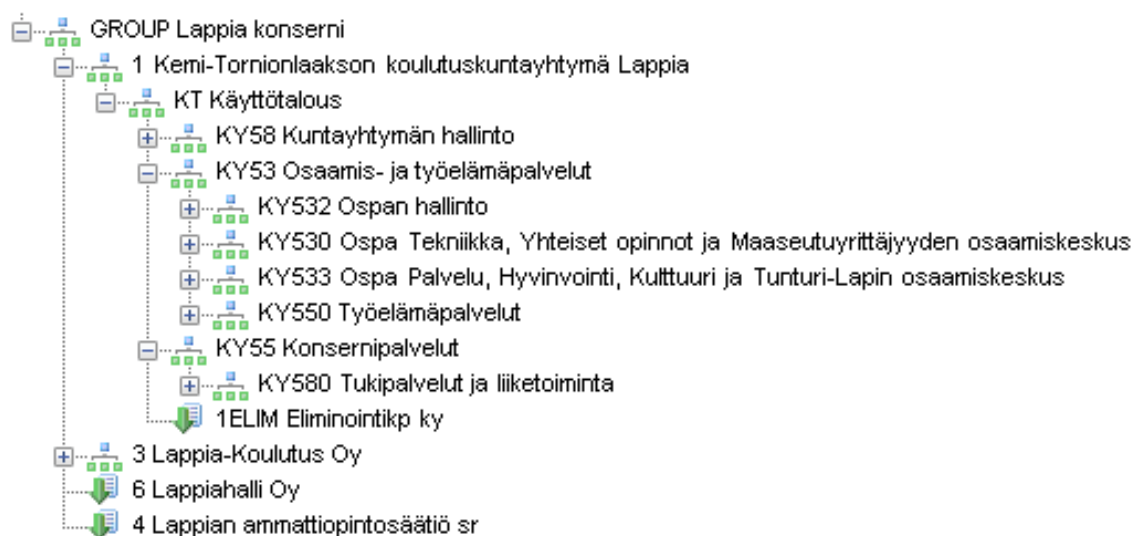 GROUP Lappia konserni
1 Kemi-Tornionlaakson koulutuskuntayhtymä Lappia
KT Käyttötalous
KY58 Kuntayhtymän hallinto
KY53 Osaamis- ja työelämäpalvelut
KY532 Ospan hallinto
KY530 Ospa Tekniikka, Yhteiset opinnot ja Maaseutuyrittäjyyden osaamiskeskus
KY533 Ospa Palvelu, Hyvinvointi, Kulttuuri ja Tunturi-Lapin osaamiskeskus
KY550 Työelämäpalvelut
KY55 Konsernipalvelut
KY580 Tukipalvelut ja liiketoiminta
1ELIM Eliminointikp ky
3 Lappia-Koulutus Oy
6 Lappiahalli Oy
4 Lappian ammattiopintosäätiö sr